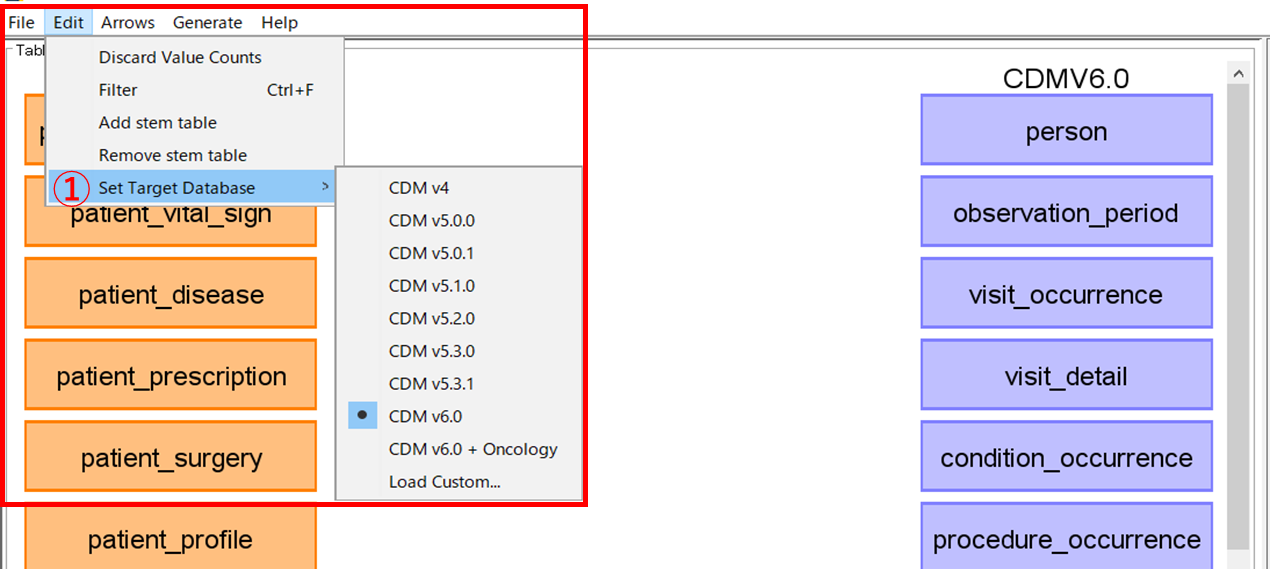 File Edit Arrows Generate Help
Discard Value Counts
Filter Ctrl+F
Add stem table
Remove stem table
① Set Target Database >
CDM v4
CDM v5.0.0
CDM v5.0.1
CDM v5.1.0
CDM v5.2.0
CDM v5.3.0
CDM v5.3.1
CDM v6.0
CDM v6.0 + Oncology
Load Custom...
patient_vital_sign
patient_disease
patient_prescription
patient_surgery
patient_profile
CDMV6.0
person
observation_period
visit_occurrence
visit_detail
condition_occurrence
procedure_occurrence